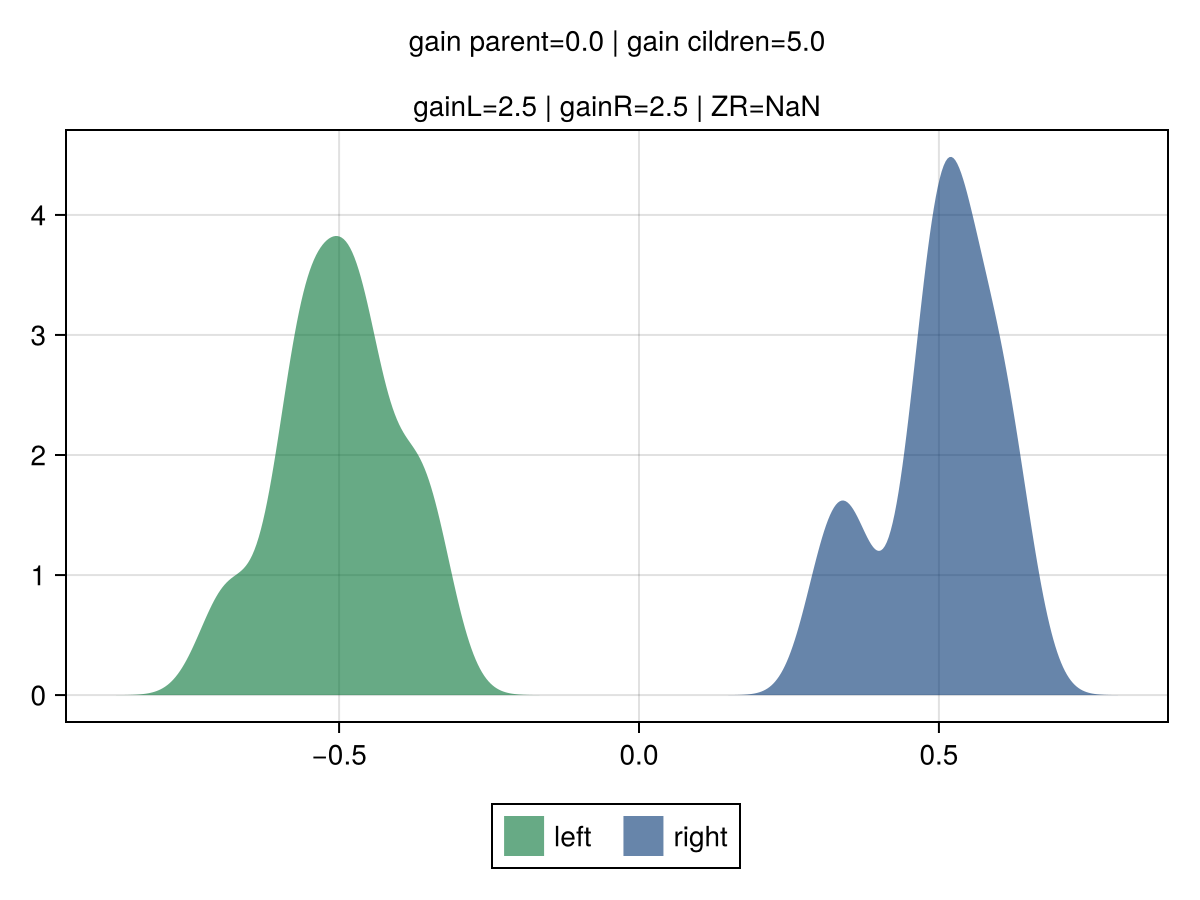 gain parent=0.0 | gain cildren=5.0
gainL=2.5 | gainR=2.5 | ZR=NaN
4
3
2
1
0
−0.5 0.0 0.5
left right